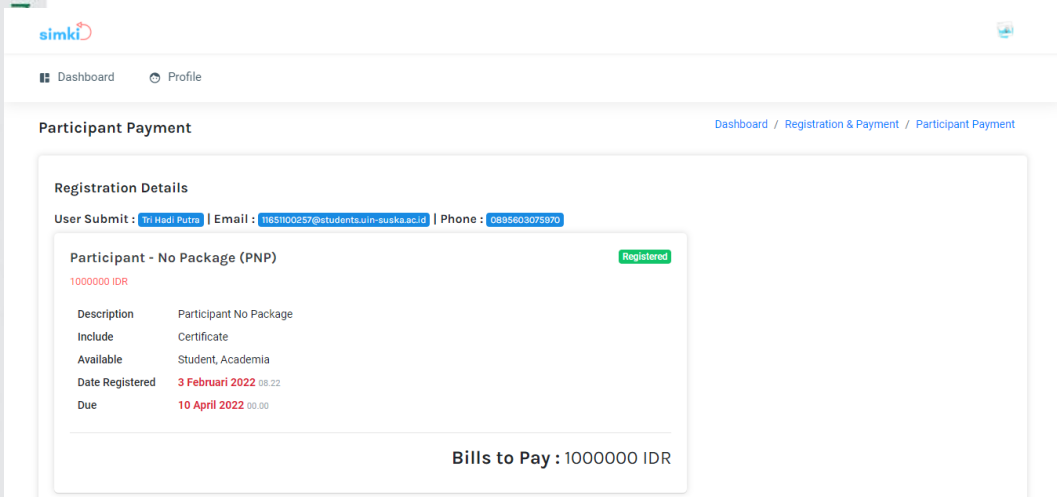 simki
Dashboard Profile
Participant Payment
Dashboard / Registration & Payment / Participant Payment
Registration Details
User Submit : Tri Hadi Putra | Email : 11651100257@students.uin-suska.ac.id | Phone : 0895603075970
Participant - No Package (PNP) Registered
1000000 IDR
Description Participant No Package
Include Certificate
Available Student, Academia
Date Registered 3 Februari 2022 08.22
Due 10 April 2022 00.00
Bills to Pay : 1000000 IDR